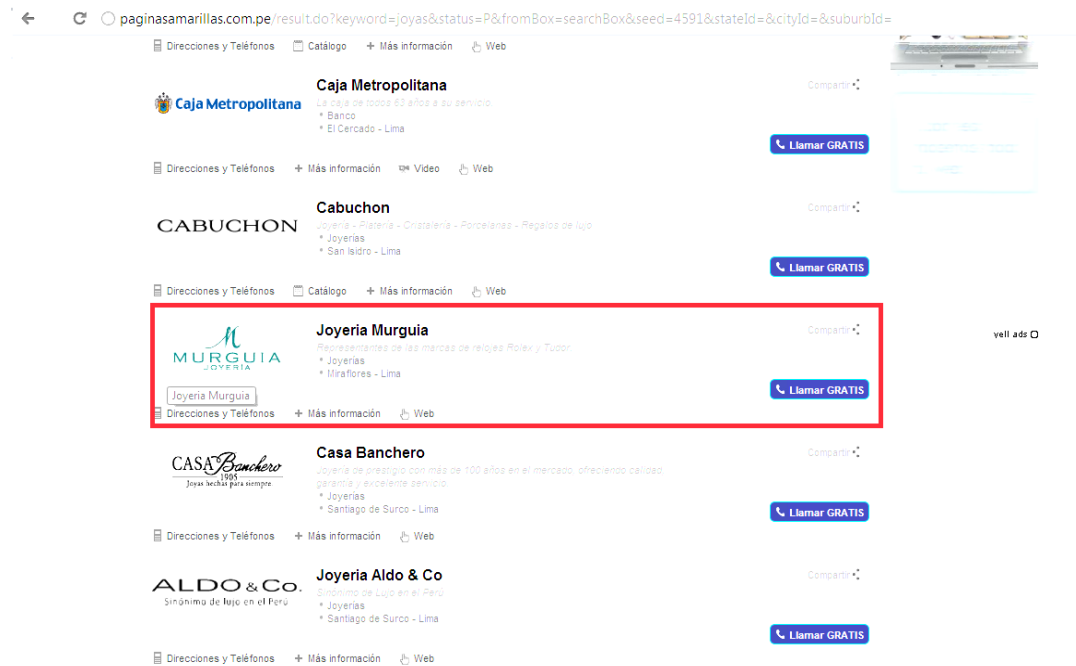 paginasamarillas.com.pe/result.do?keyword=joyas&status=P&fromBox=searchBox&seed=4591&stateId=&cityId=&suburbId=
Direcciones y Teléfonos Catálogo + Más información Web
Caja Metropolitana
Caja Metropolitana
Compartir
La caja de todos 63 años a su servicio
* Banco
* El Cercado - Lima
Llamar GRATIS
Direcciones y Teléfonos + Más información Video Web
CABUCHON
Cabuchon
Compartir
Joyería - Platería - Cristalería - Porcelanas - Regalos de lujo
* Joyerías
* San Isidro - Lima
Llamar GRATIS
Direcciones y Teléfonos Catálogo + Más información Web
M
MURGUIA
JOYERÍA
Joyeria Murguia
Compartir
Representantes de las marcas de relojes Rolex y Tudor
* Joyerías
* Miraflores - Lima
Llamar GRATIS
Joyeria Murguia
Direcciones y Teléfonos + Más información Web
yell ads
CASA Banchero
1905
Joyas hechas para siempre
Casa Banchero
Compartir
Joyería de prestigio con más de 100 años en el mercado, ofreciendo calidad,
garantía y excelente servicio
* Joyerías
* Santiago de Surco - Lima
Llamar GRATIS
Direcciones y Teléfonos + Más información Web
ALDO & Co.
Sinónimo de lujo en el Perú
Joyeria Aldo & Co
Compartir
Sinónimo de Lujo en el Perú
* Joyerías
* Santiago de Surco - Lima
Llamar GRATIS
Direcciones y Teléfonos + Más información Web